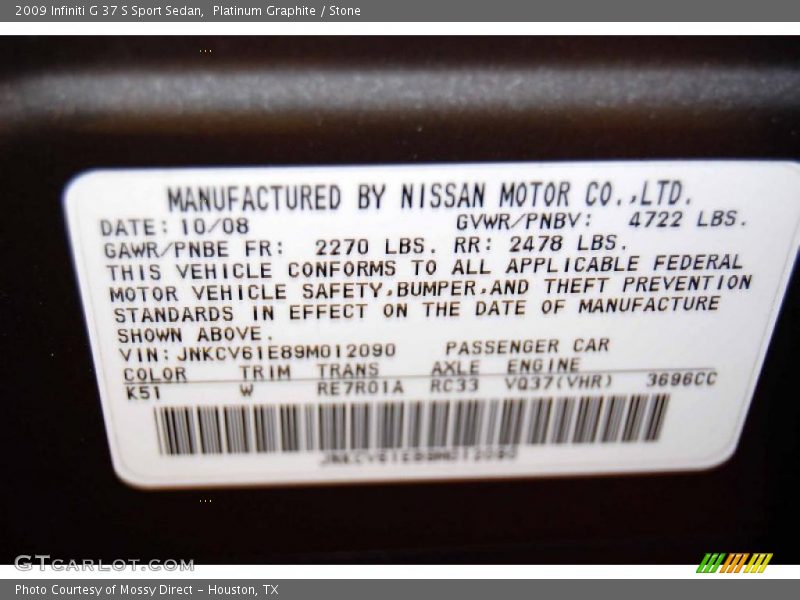 2009 Infiniti G 37 S Sport Sedan,  Platinum Graphite / Stone
MANUFACTURED BY NISSAN MOTOR CO.,LTD.
DATE: 10/08 GVWR/PNBV: 4722 LBS.
GAWR/PNBE FR: 2270 LBS. RR: 2478 LBS.
THIS VEHICLE CONFORMS TO ALL APPLICABLE FEDERAL
MOTOR VEHICLE SAFETY,BUMPER,AND THEFT PREVENTION
STANDARDS IN EFFECT ON THE DATE OF MANUFACTURE
SHOWN ABOVE.
VIN: JNKCV61E89M012090 PASSENGER CAR
COLOR TRIM TRANS AXLE ENGINE
K51 W RE7R01A RC33 VQ37(VHR) 3696CC
JNKCV61E89M012090
GTcarlot.com
Photo Courtesy of Mossy Direct - Houston, TX